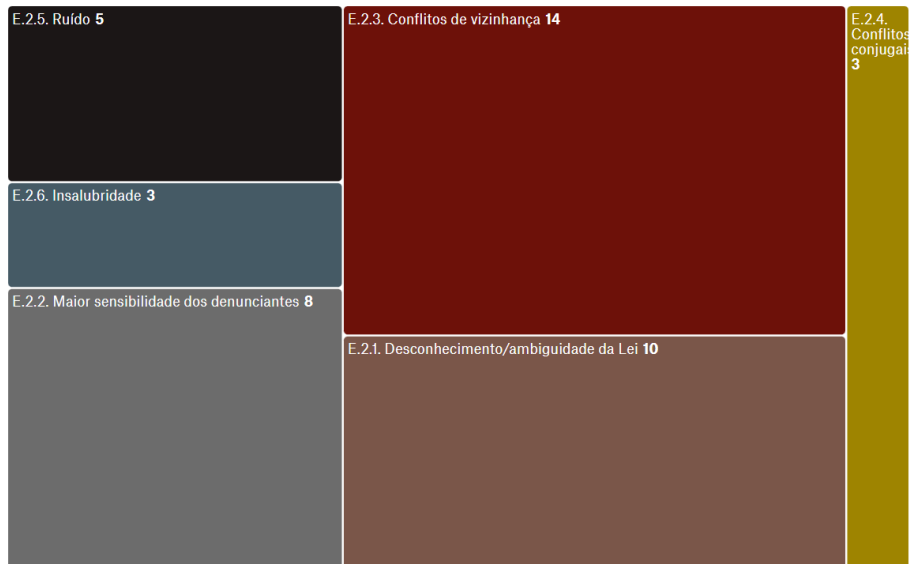 E.2.5. Ruído 5
E.2.3. Conflitos de vizinhança 14
E.2.4.
Conflitos
conjugais
3
E.2.6. Insalubridade 3
E.2.2. Maior sensibilidade dos denunciantes 8
E.2.1. Desconhecimento/ambiguidade da Lei 10